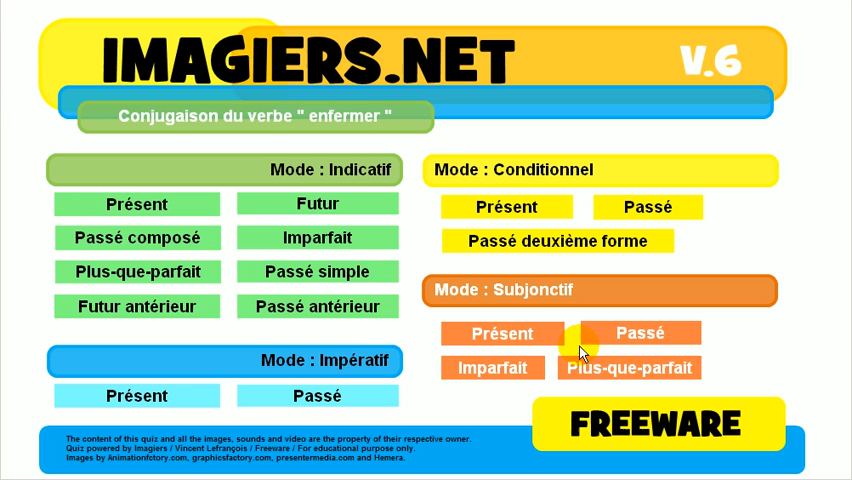 IMAGIERS.NET
V.6
Conjugaison du verbe " enfermer "
Mode : Indicatif
Présent
Futur
Passé composé
Imparfait
Plus-que-parfait
Passé simple
Futur antérieur
Passé antérieur
Mode : Impératif
Présent
Passé
Mode : Conditionnel
Présent
Passé
Passé deuxième forme
Mode : Subjonctif
Présent
Passé
Imparfait
Plus-que-parfait
FREEWARE
The content of this quiz and all the images, sounds and video are the property of their respective owner.
Quiz powered by Imagiers / Vincent Lefrançois / Freeware / For educational purpose only.
Images by Animationfctory.com, graphicsfactory.com, presentermedia.com and Hemera.